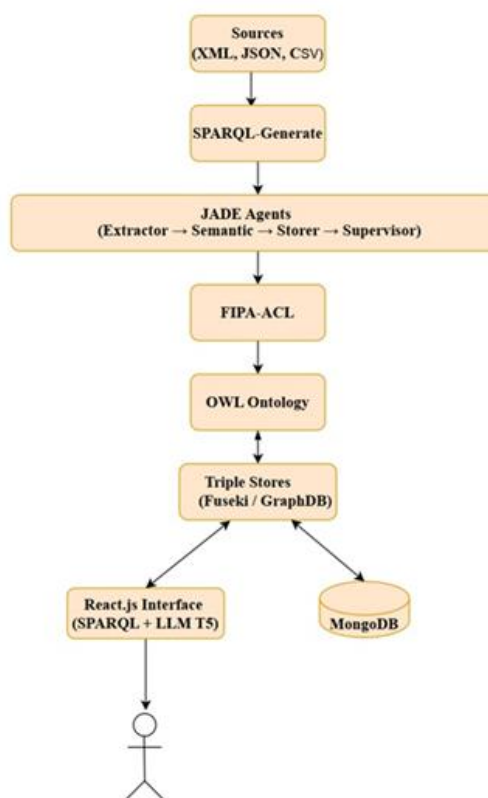 Sources
(XML, JSON, CSV)
SPARQL-Generate
JADE Agents
(Extractor → Semantic → Storer → Supervisor)
FIPA-ACL
OWL Ontology
Triple Stores
(Fuseki / GraphDB)
React.js Interface
(SPARQL + LLM T5)
MongoDB